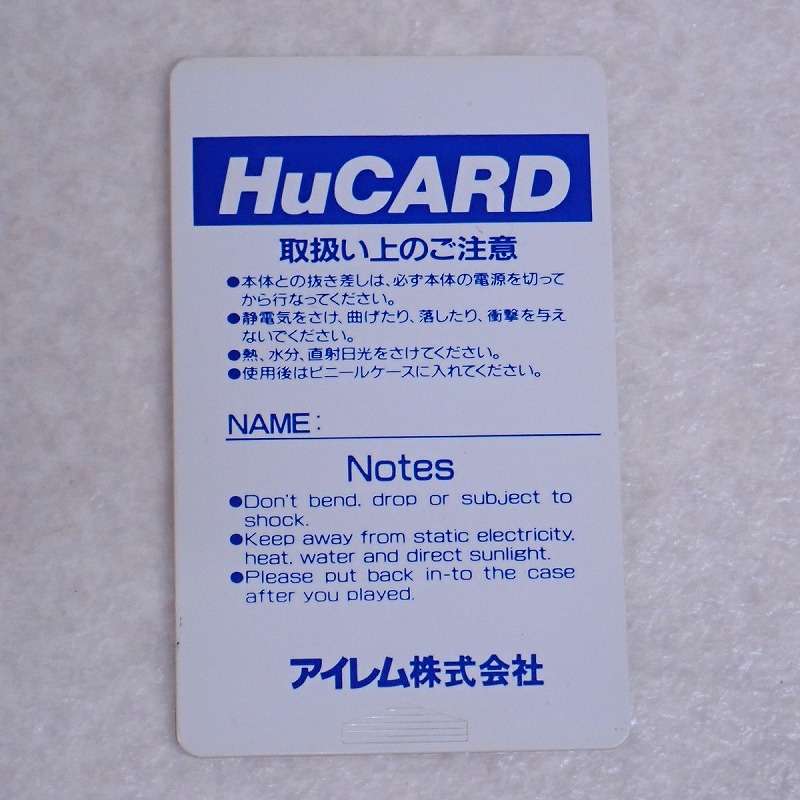 HuCARD
取扱い上のご注意
●本体との抜き差しは、必ず本体の電源を切って
から行なってください。
●静電気をさけ、曲げたり、落したり、衝撃を与え
ないでください。
●熱、水分、直射日光をさけてください。
●使用後はビニールケースに入れてください。
NAME:
Notes
●Don't bend, drop or subject to
shock.
●Keep away from static electricity,
heat, water and direct sunlight.
●Please put back in-to the case
after you played.
アイレム株式会社